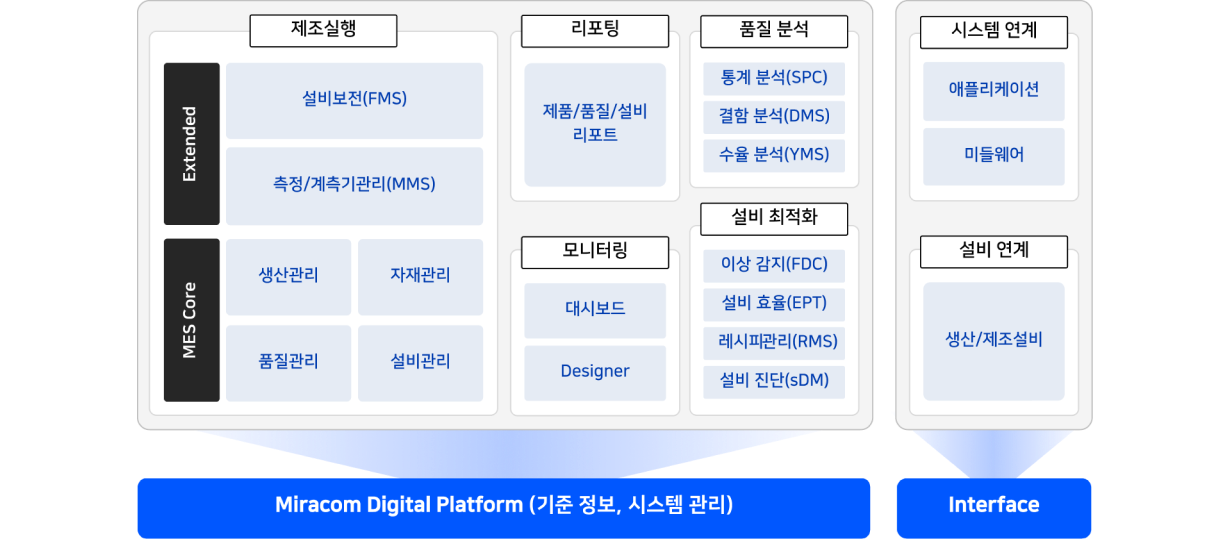 제조실행
Extended
설비보전(FMS)
측정/계측기관리(MMS)
MES Core
생산관리
자재관리
품질관리
설비관리
리포팅
제품/품질/설비
리포트
모니터링
대시보드
Designer
품질 분석
통계 분석(SPC)
결함 분석(DMS)
수율 분석(YMS)
설비 최적화
이상 감지(FDC)
설비 효율(EPT)
레시피관리(RMS)
설비 진단(sDM)
시스템 연계
애플리케이션
미들웨어
설비 연계
생산/제조설비
Miracom Digital Platform (기준 정보, 시스템 관리)
Interface